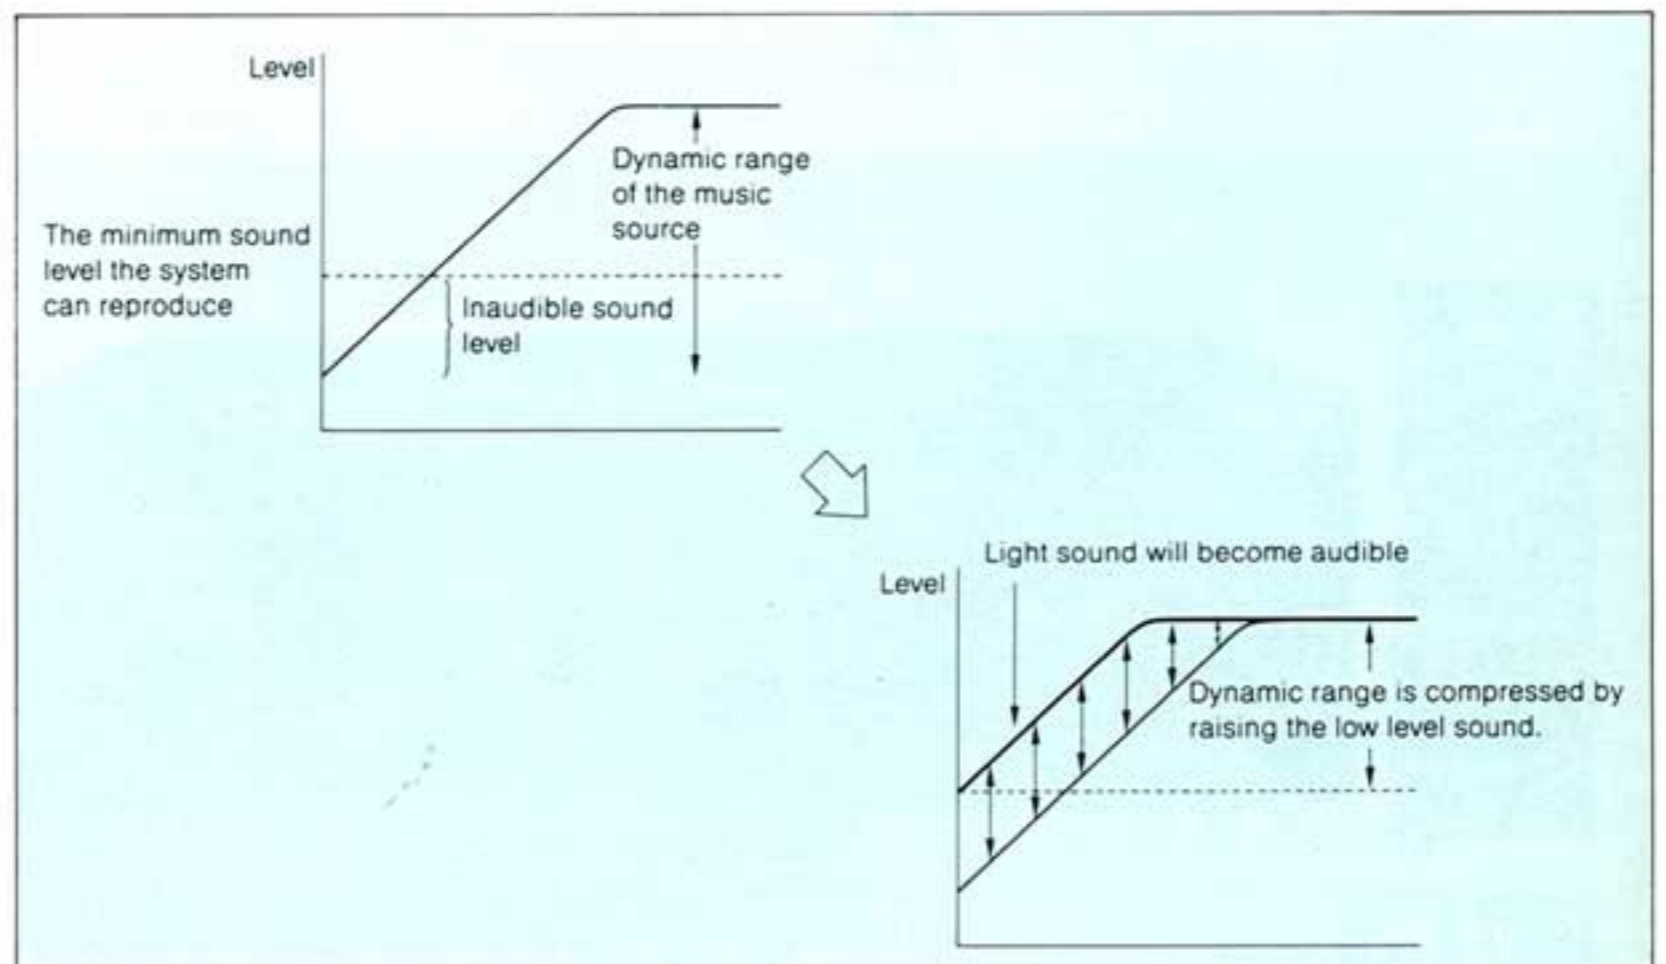 Level
Dynamic range
of the music
source
The minimum sound
level the system
can reproduce
Inaudible sound
level
Light sound will become audible
Level
Dynamic range is compressed by
raising the low level sound.